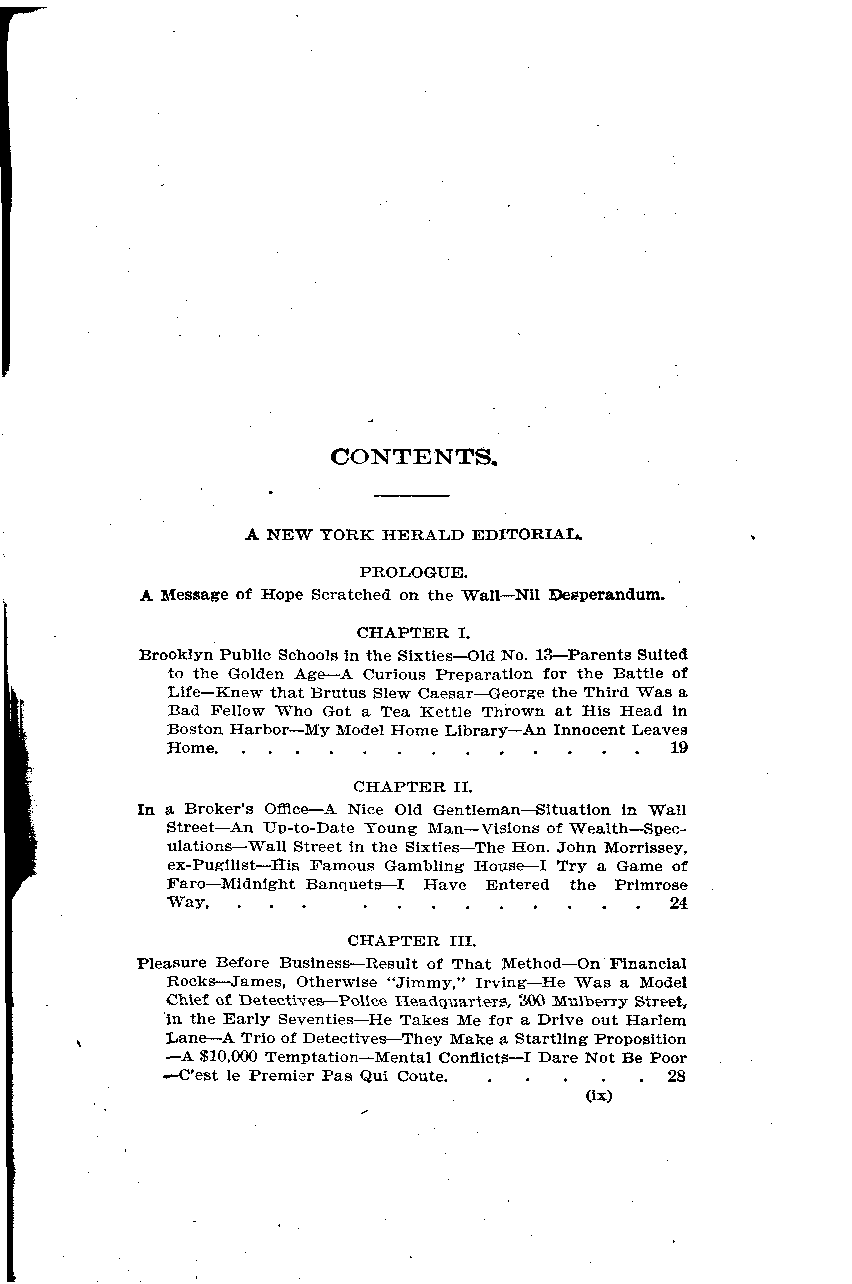 CONTENTS.
A NEW YORK HERALD EDITORIAL.
PROLOGUE.
A Message of Hope Scratched on the Wall—Nil Desperandum.
CHAPTER I.
Brooklyn Public Schools in the Sixties—Old No. 13—Parents Suited
to the Golden Age—A Curious Preparation for the Battle of
Life—Knew that Brutus Slew Caesar—George the Third Was a
Bad Fellow Who Got a Tea Kettle Thrown at His Head in
Boston Harbor—My Model Home Library—An Innocent Leaves
Home. . . . . . . . . . . . . . 19
CHAPTER II.
In a Broker's Office—A Nice Old Gentleman—Situation in Wall
Street—An Up-to-Date Young Man—Visions of Wealth—Spec-
ulations—Wall Street in the Sixties—The Hon. John Morrissey,
ex-Pugilist—His Famous Gambling House—I Try a Game of
Faro—Midnight Banquets—I Have Entered the Primrose
Way. . . . . . . . . . . . . 24
CHAPTER III.
Pleasure Before Business—Result of That Method—On Financial
Rocks—James, Otherwise "Jimmy," Irving—He Was a Model
Chief of Detectives—Police Headquarters, 300 Mulberry Street,
in the Early Seventies—He Takes Me for a Drive out Harlem
Lane—A Trio of Detectives—They Make a Startling Proposition
—A $10,000 Temptation—Mental Conflicts—I Dare Not Be Poor
—C'est le Premier Pas Qui Coute. . . . . . 28
(ix)